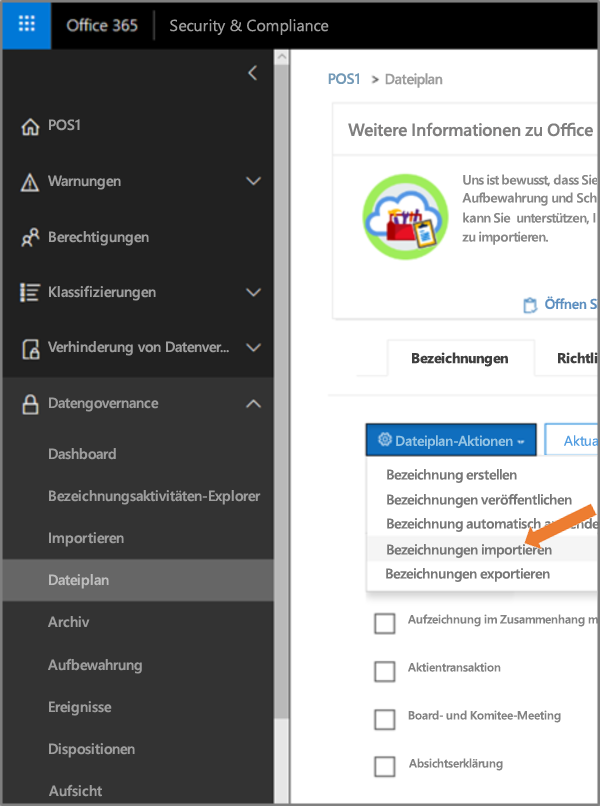 Office 365 Security & Compliance
POS1 > Dateiplan
Weitere Informationen zu Office
Uns ist bewusst, dass Sie
Aufbewahrung und Sch
kann Sie unterstützen, I
zu importieren.
Öffnen S
POS1
Warnungen
Berechtigungen
Klassifizierungen
Verhinderung von Datenver...
Datengovernance
Dashboard
Bezeichnungsaktivitäten-Explorer
Importieren
Dateiplan
Archiv
Aufbewahrung
Ereignisse
Dispositionen
Aufsicht
Bezeichnungen Richtli
Dateiplan-Aktionen Aktua
Bezeichnung erstellen
Bezeichnungen veröffentlichen
Bezeichnung automatisch
Bezeichnungen importieren
Bezeichnungen exportieren
Aufzeichnung im Zusammenhang m
Aktientransaktion
Board- und Komitee-Meeting
Absichtserklärung